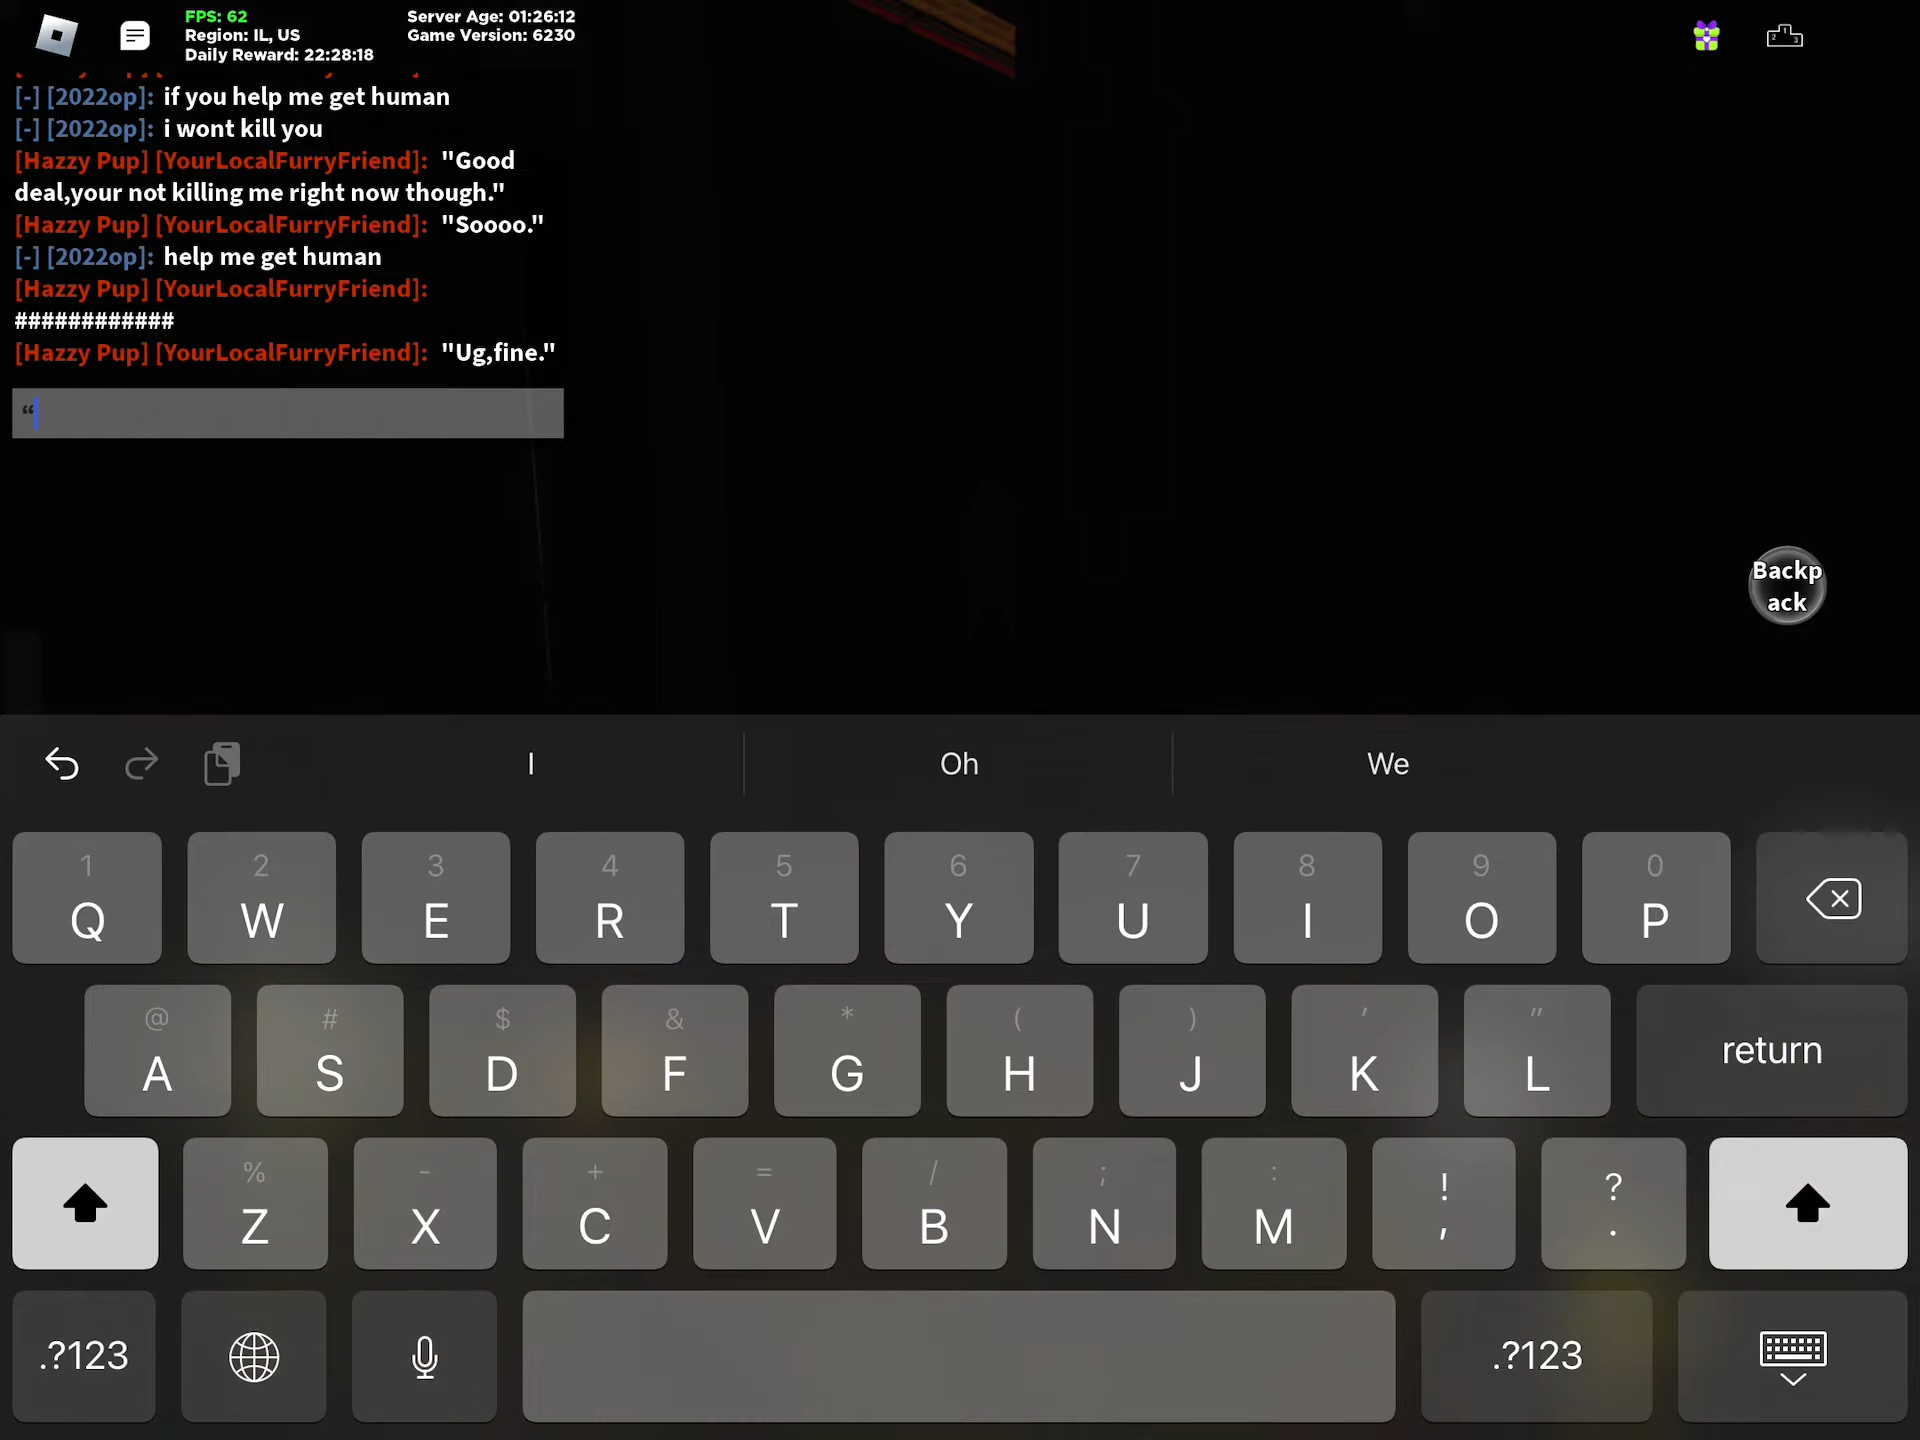 FPS: 62
Region: IL, US
Daily Reward: 22:28:18
Server Age: 01:26:12
Game Version: 6230
[-] [2022op]: if you help me get human
[-] [2022op]: i wont kill you
[Hazzy Pup] [YourLocalFurryFriend]: "Good
deal,your not killing me right now though."
[Hazzy Pup] [YourLocalFurryFriend]: "Soooo."
[-] [2022op]: help me get human
[Hazzy Pup] [YourLocalFurryFriend]:
############
[Hazzy Pup] [YourLocalFurryFriend]: "Ug,fine."
“
Backp
ack
I Oh We
1 2 3 4 5 6 7 8 9 0
Q W E R T Y U I O P
@ # $ & * ( ) ' "
A S D F G H J K L return
% - + = / ; : ! ?
Z X C V B N M , .
.?123 .?123